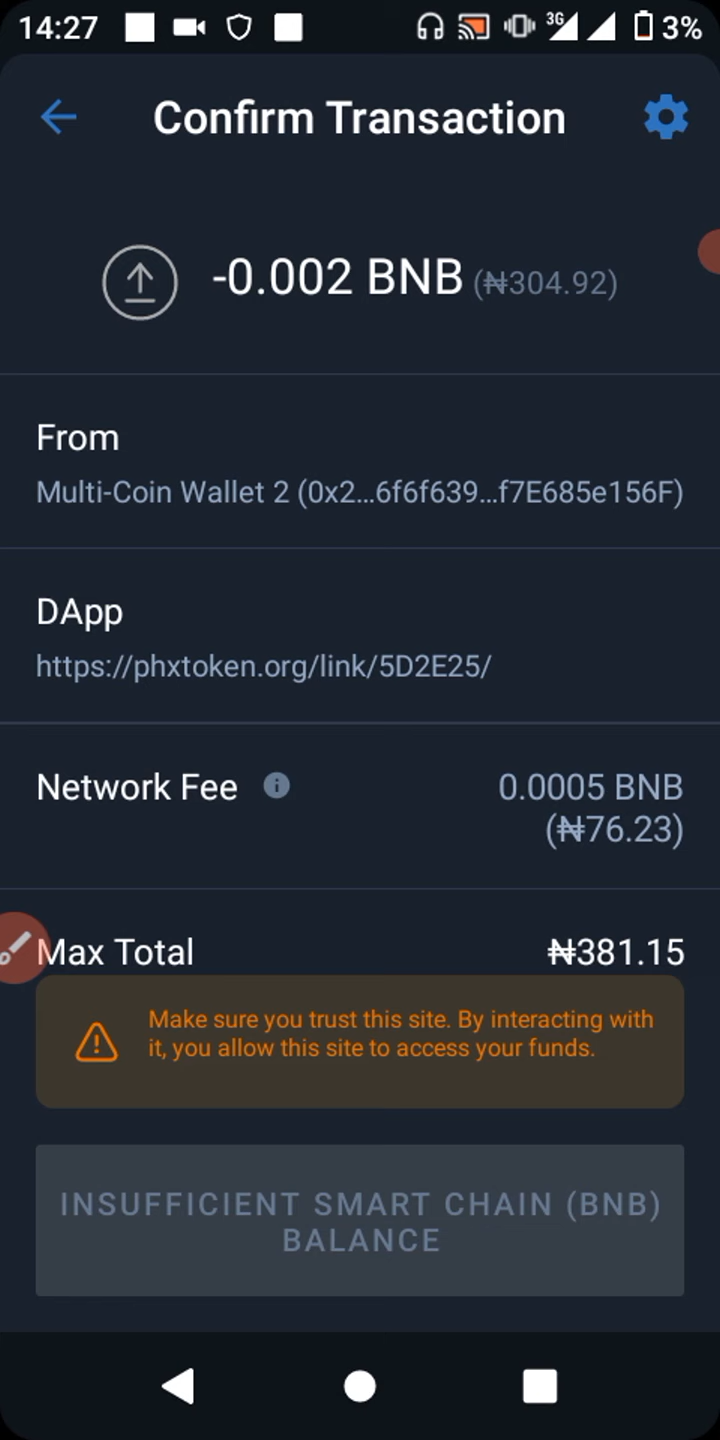 14:27
3G
3%
Confirm Transaction
-0.002 BNB (₦304.92)
From
Multi-Coin Wallet 2 (0x2...6f6f639...f7E685e156F)
DApp
https://phxtoken.org/link/5D2E25/
Network Fee
0.0005 BNB
(₦76.23)
Max Total
₦381.15
Make sure you trust this site. By interacting with
it, you allow this site to access your funds.
INSUFFICIENT SMART CHAIN (BNB)
BALANCE